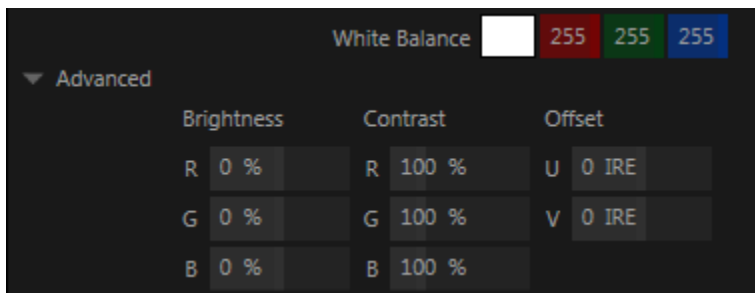 White Balance 255 255 255
Advanced
Brightness Contrast Offset
R 0 % R 100 % U 0 IRE
G 0 % G 100 % V 0 IRE
B 0 % B 100 %